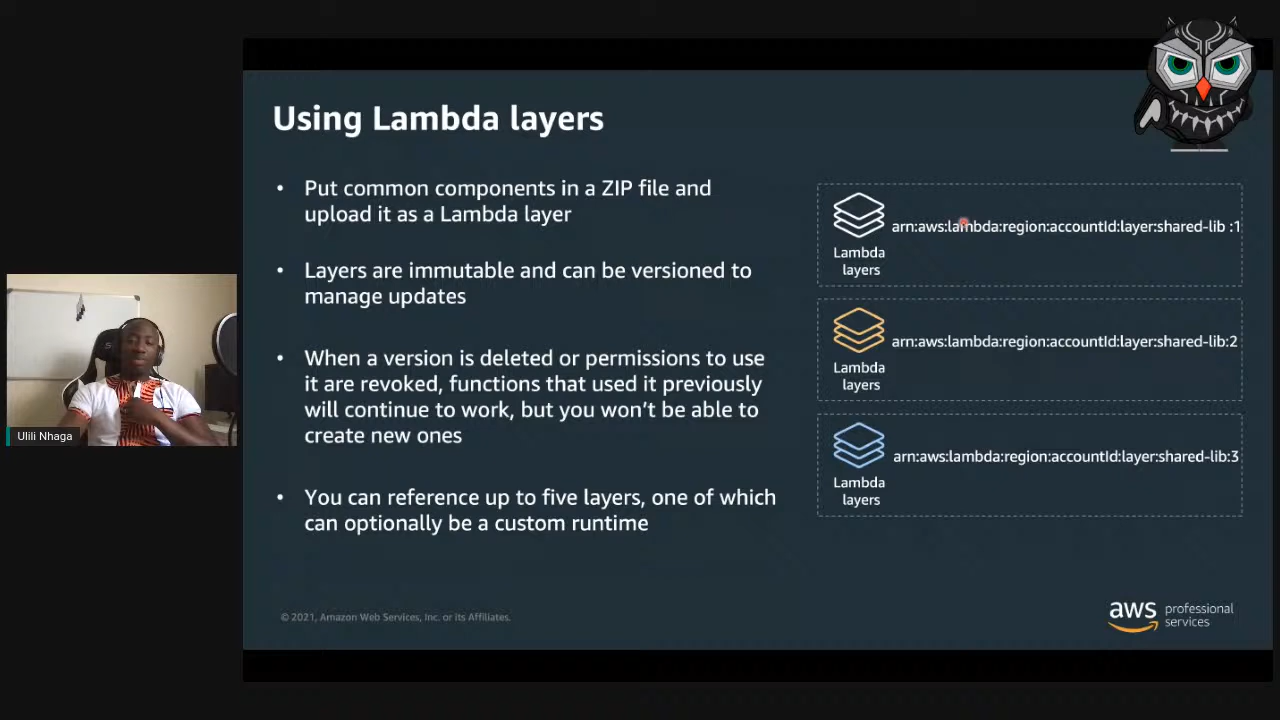 Using Lambda layers
• Put common components in a ZIP file and
upload it as a Lambda layer
• Layers are immutable and can be versioned to
manage updates
• When a version is deleted or permissions to use
it are revoked, functions that used it previously
will continue to work, but you won't be able to
create new ones
• You can reference up to five layers, one of which
can optionally be a custom runtime
arn:aws:lambda:region:accountId:layer:shared-lib :1
Lambda
layers
arn:aws:lambda:region:accountId:layer:shared-lib:2
Lambda
layers
arn:aws:lambda:region:accountId:layer:shared-lib:3
Lambda
layers
Ulili Nhaga
© 2021, Amazon Web Services, Inc. or its Affiliates.
aws professional
services